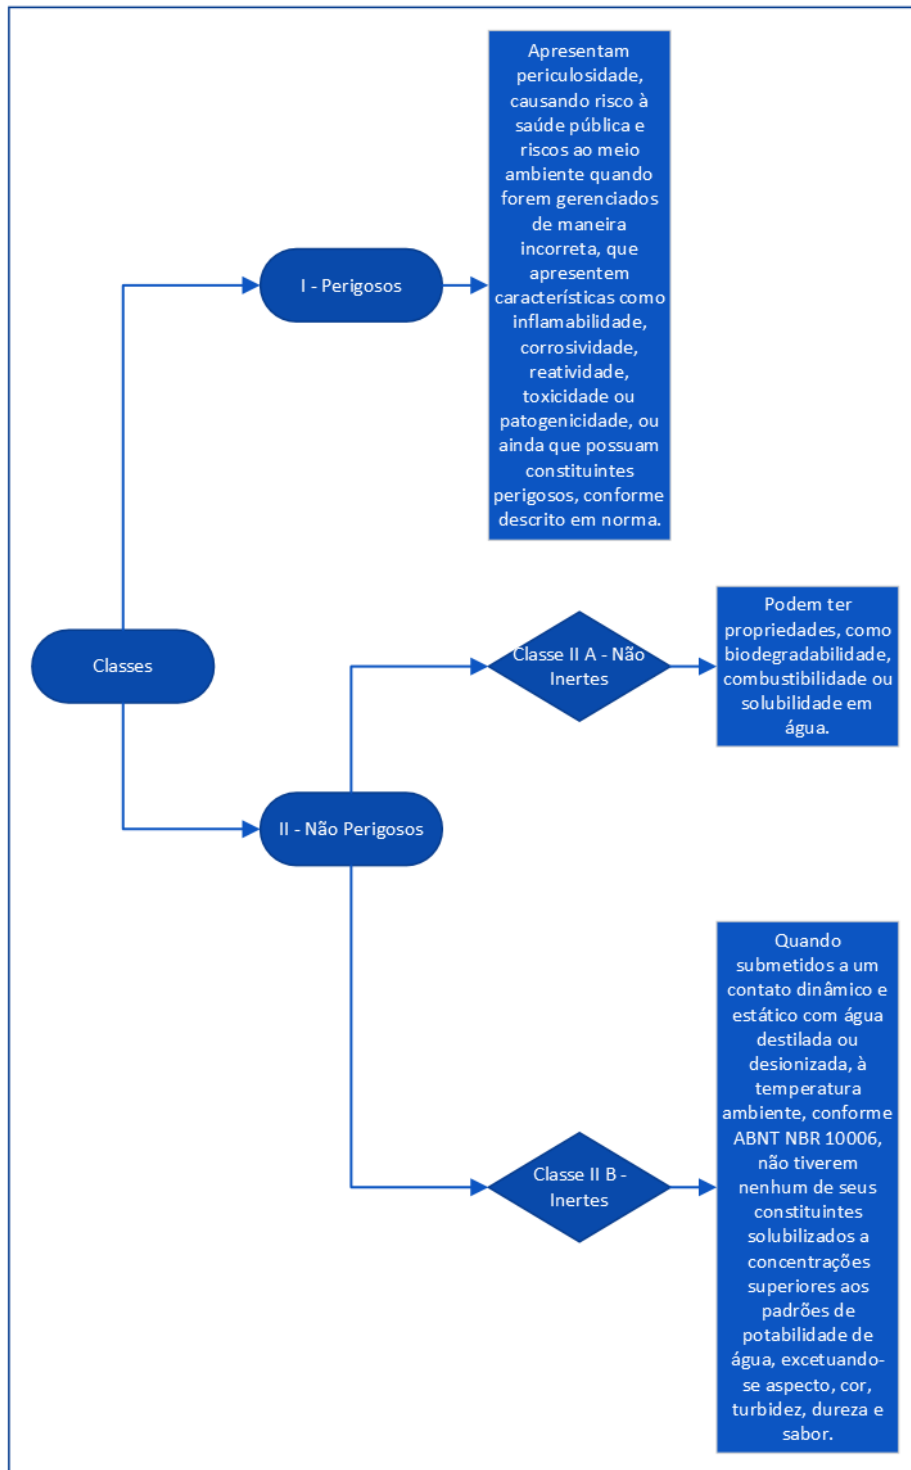 Apresentam
periculosidade,
causando risco à
saúde pública e
riscos ao meio
ambiente quando
forem gerenciados
de maneira
incorreta, que
apresentem
características como
inflamabilidade,
corrosividade,
reatividade,
toxicidade ou
patogenicidade, ou
ainda que possuam
constituintes
perigosos, conforme
descrito em norma.
I - Perigosos
Classes
Classe II A - Não
Inertes
Podem ter
propriedades, como
biodegradabilidade,
combustibilidade ou
solubilidade em
água.
II - Não Perigosos
Quando
submetidos a um
contato dinâmico e
estático com água
destilada ou
desionizada, à
temperatura
ambiente, conforme
ABNT NBR 10006,
não tiverem
nenhum de seus
constituintes
solubilizados a
concentrações
superiores aos
padrões de
potabilidade de
água, excetuando-
se aspecto, cor,
turbidez, dureza e
sabor.
Classe II B -
Inertes